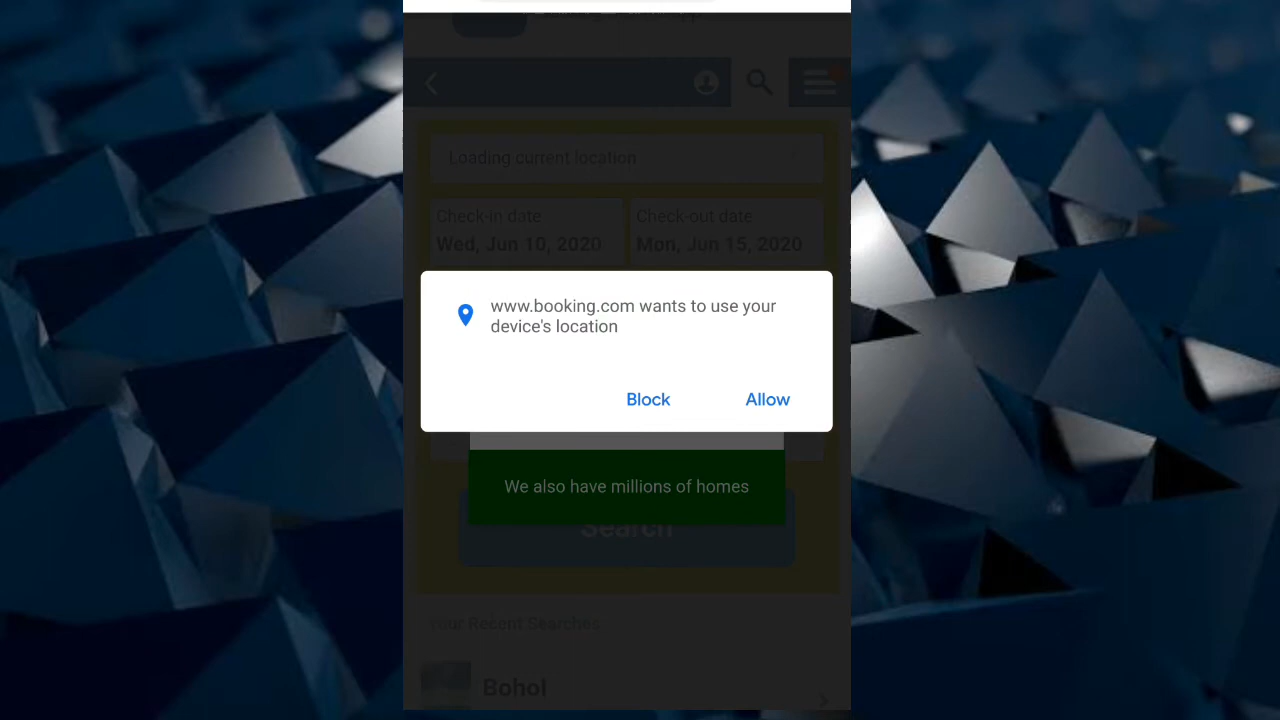 Loading current location
Check-in date
Check-out date
Wed, Jun 10, 2020
Mon, Jun 15, 2020
www.booking.com wants to use your
device's location
Block
Allow
We also have millions of homes
Search
Your Recent Searches
Bohol